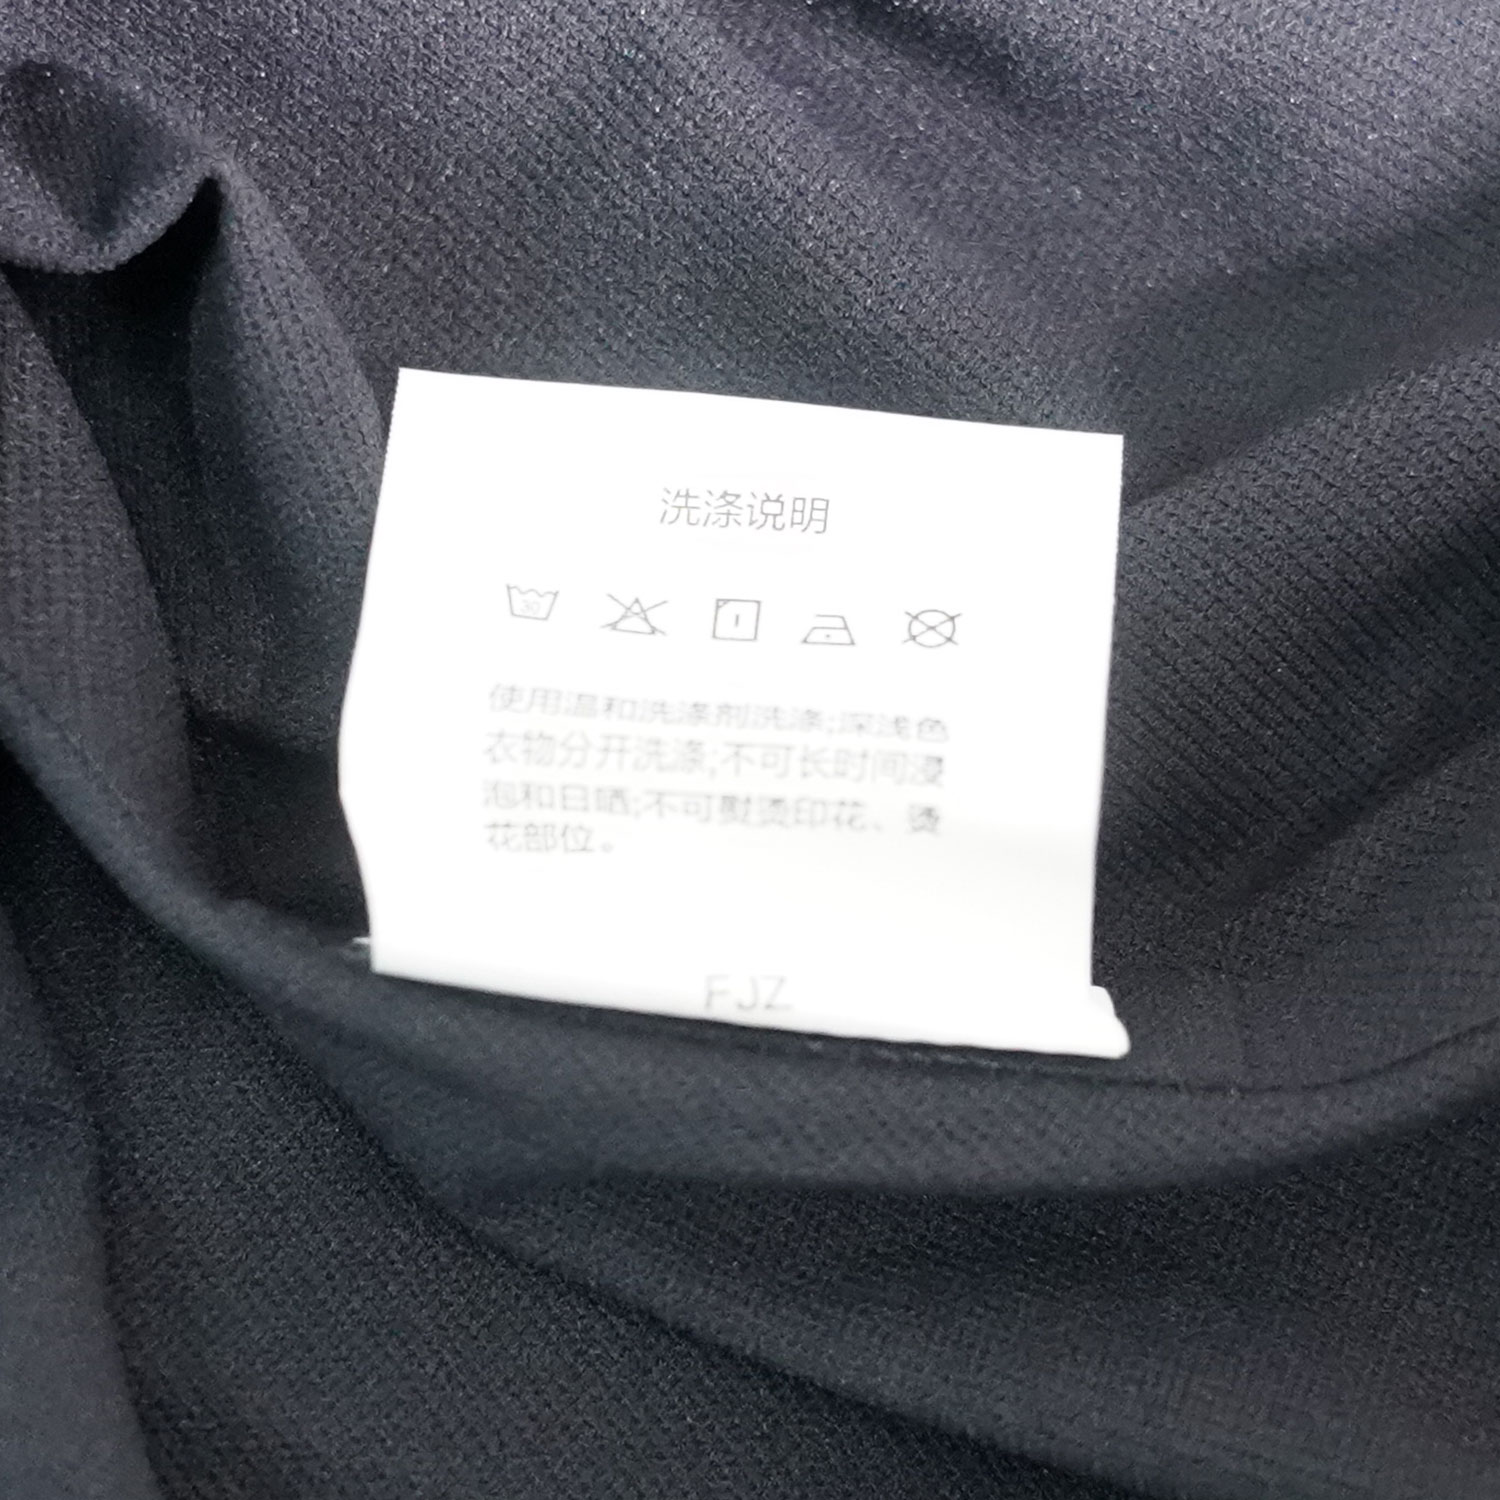 洗涤说明
30
使用温和洗涤剂洗涤;深浅色
衣物分开洗涤;不可长时间浸
泡和日晒;不可熨烫印花、烫
花部位。
FJZ